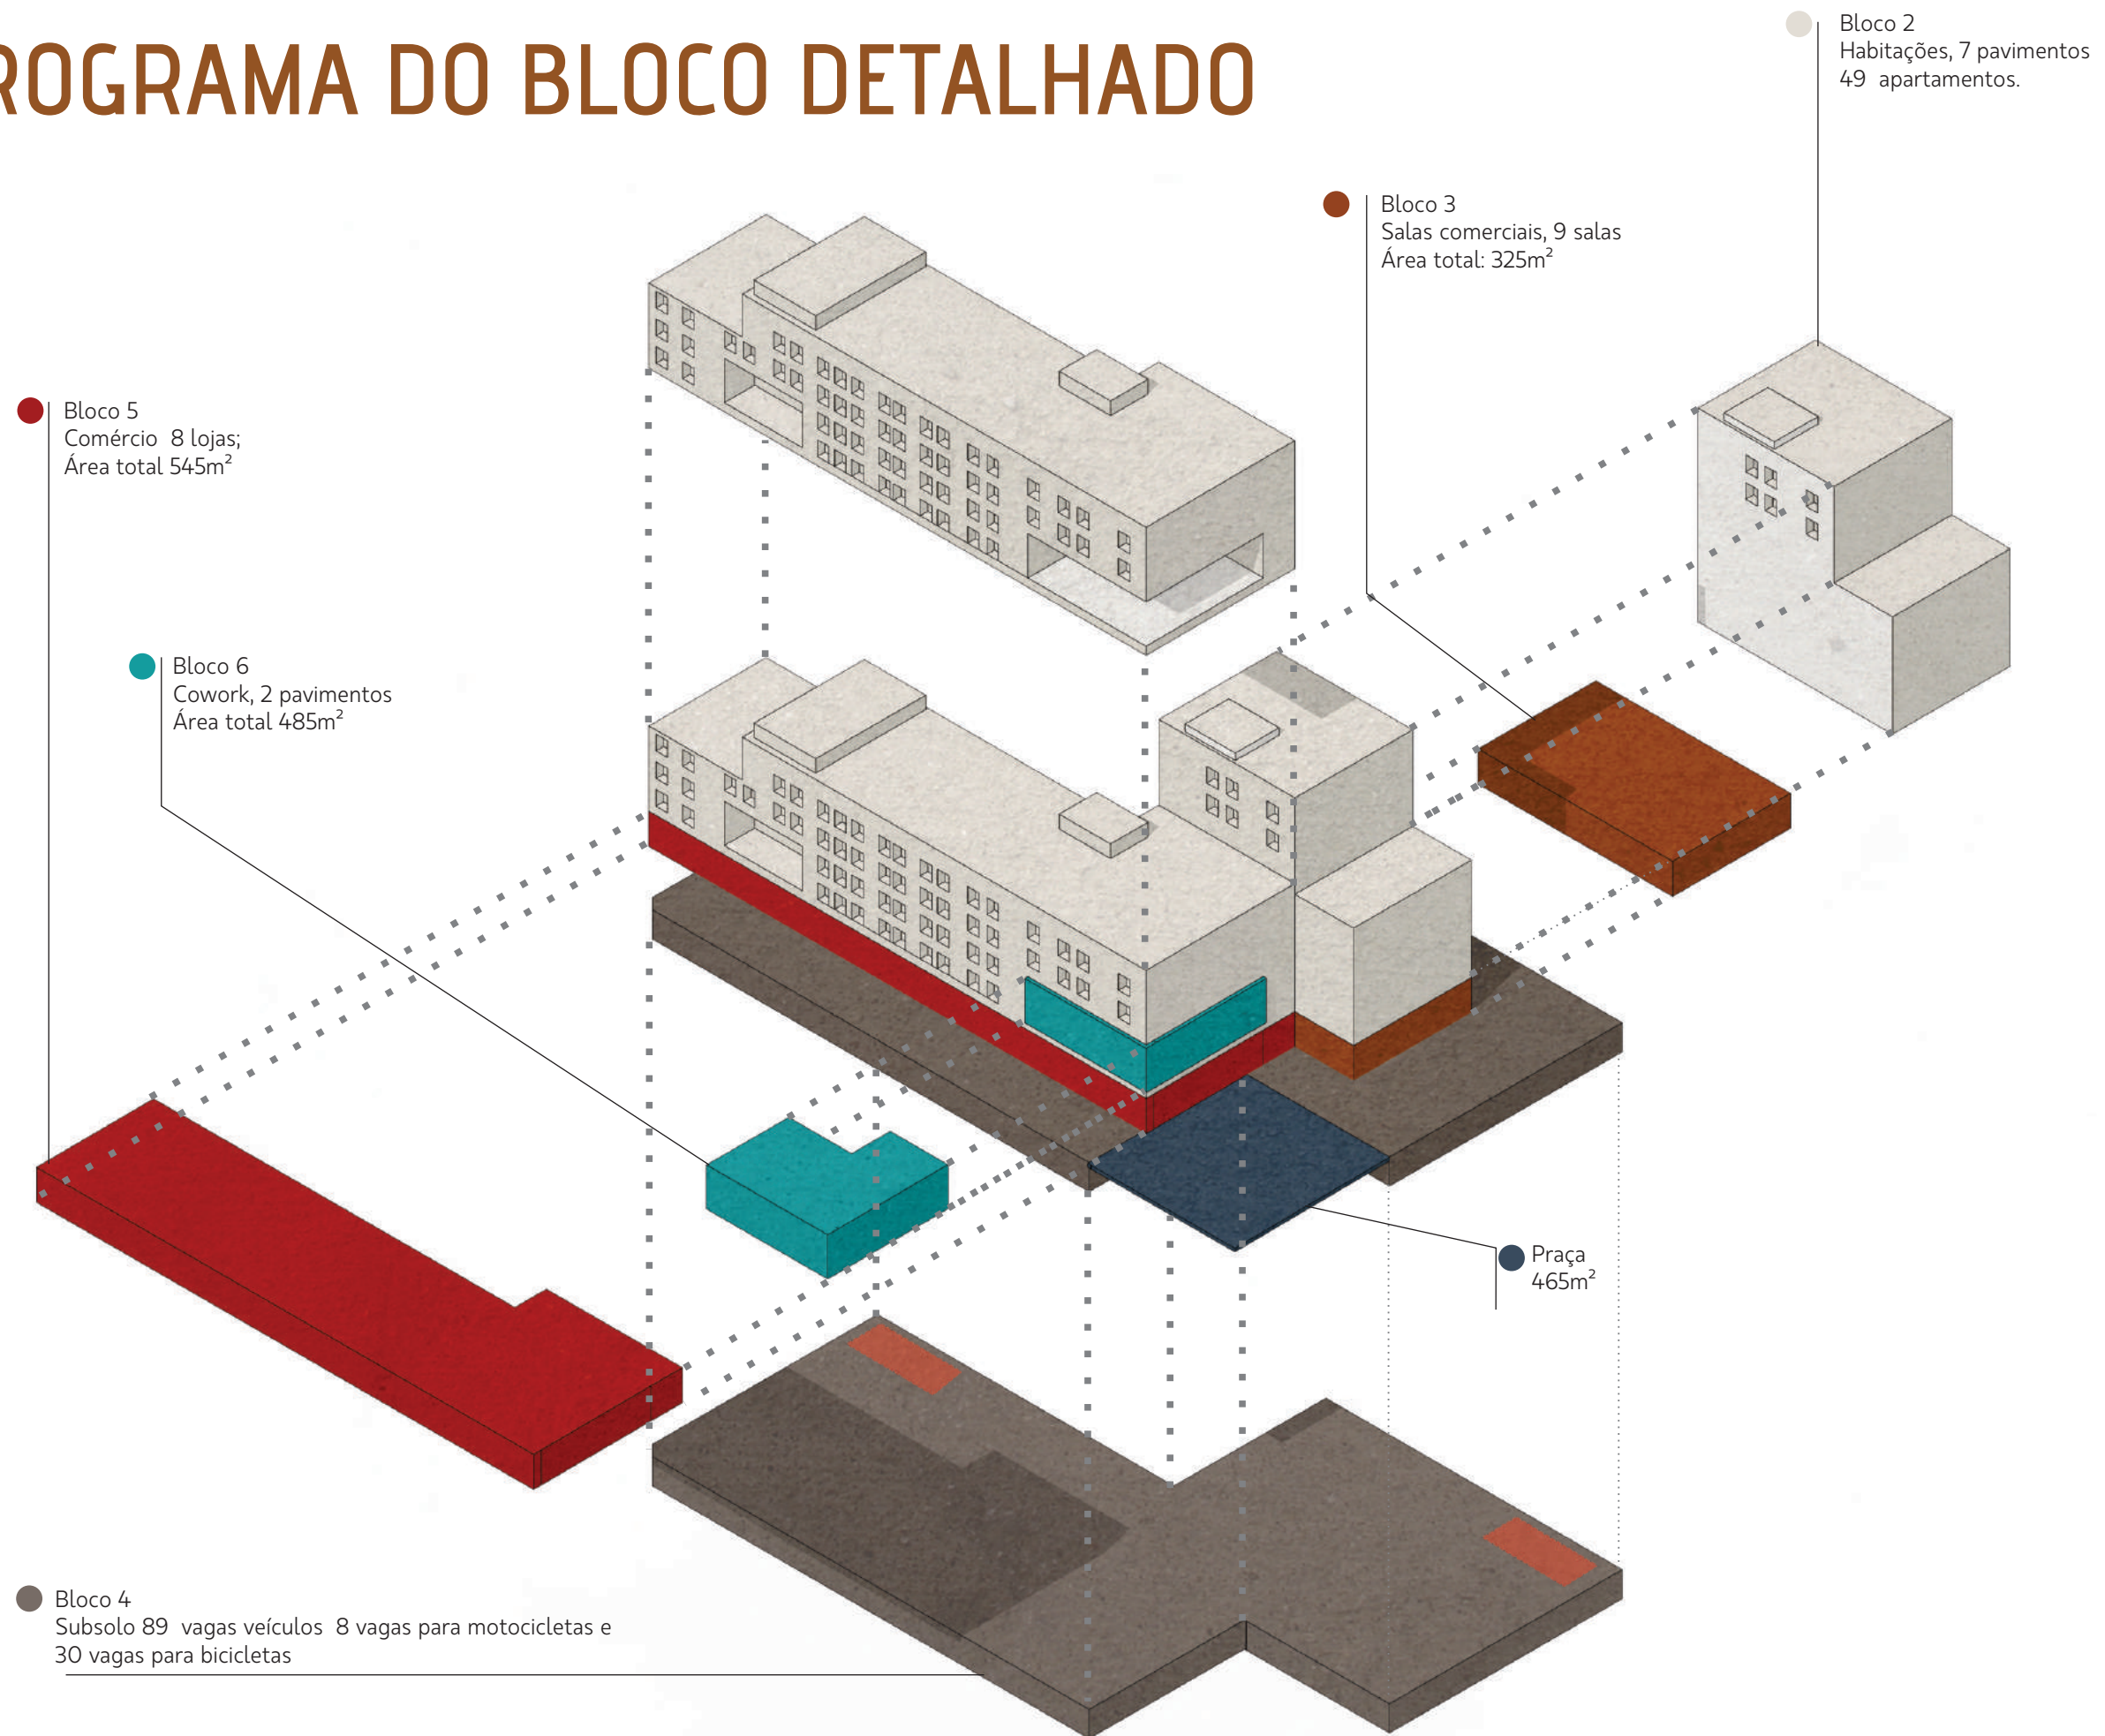 ROGRAMA DO BLOCO DETALHADO
Bloco 2
Habitações, 7 pavimentos
49 apartamentos.
Bloco 3
Salas comerciais, 9 salas
Área total: 325m²
Bloco 5
Comércio 8 lojas;
Área total 545m²
Bloco 6
Cowork, 2 pavimentos
Área total 485m²
Praça
465m²
Bloco 4
Subsolo 89 vagas veículos 8 vagas para motocicletas e
30 vagas para bicicletas